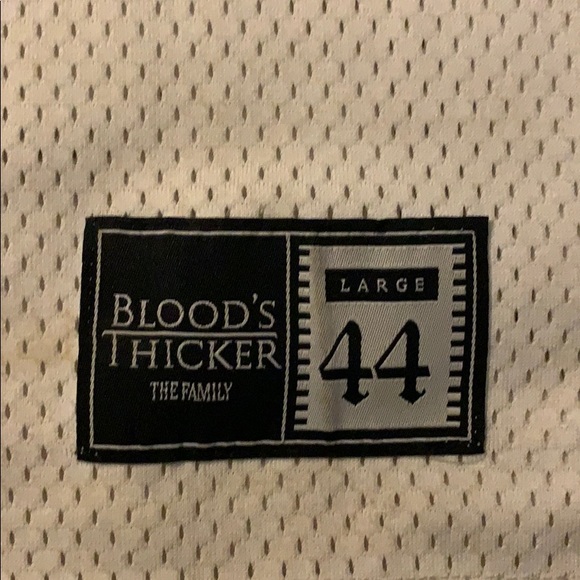 BLOOD'S
THICKER
THE FAMILY
LARGE
44